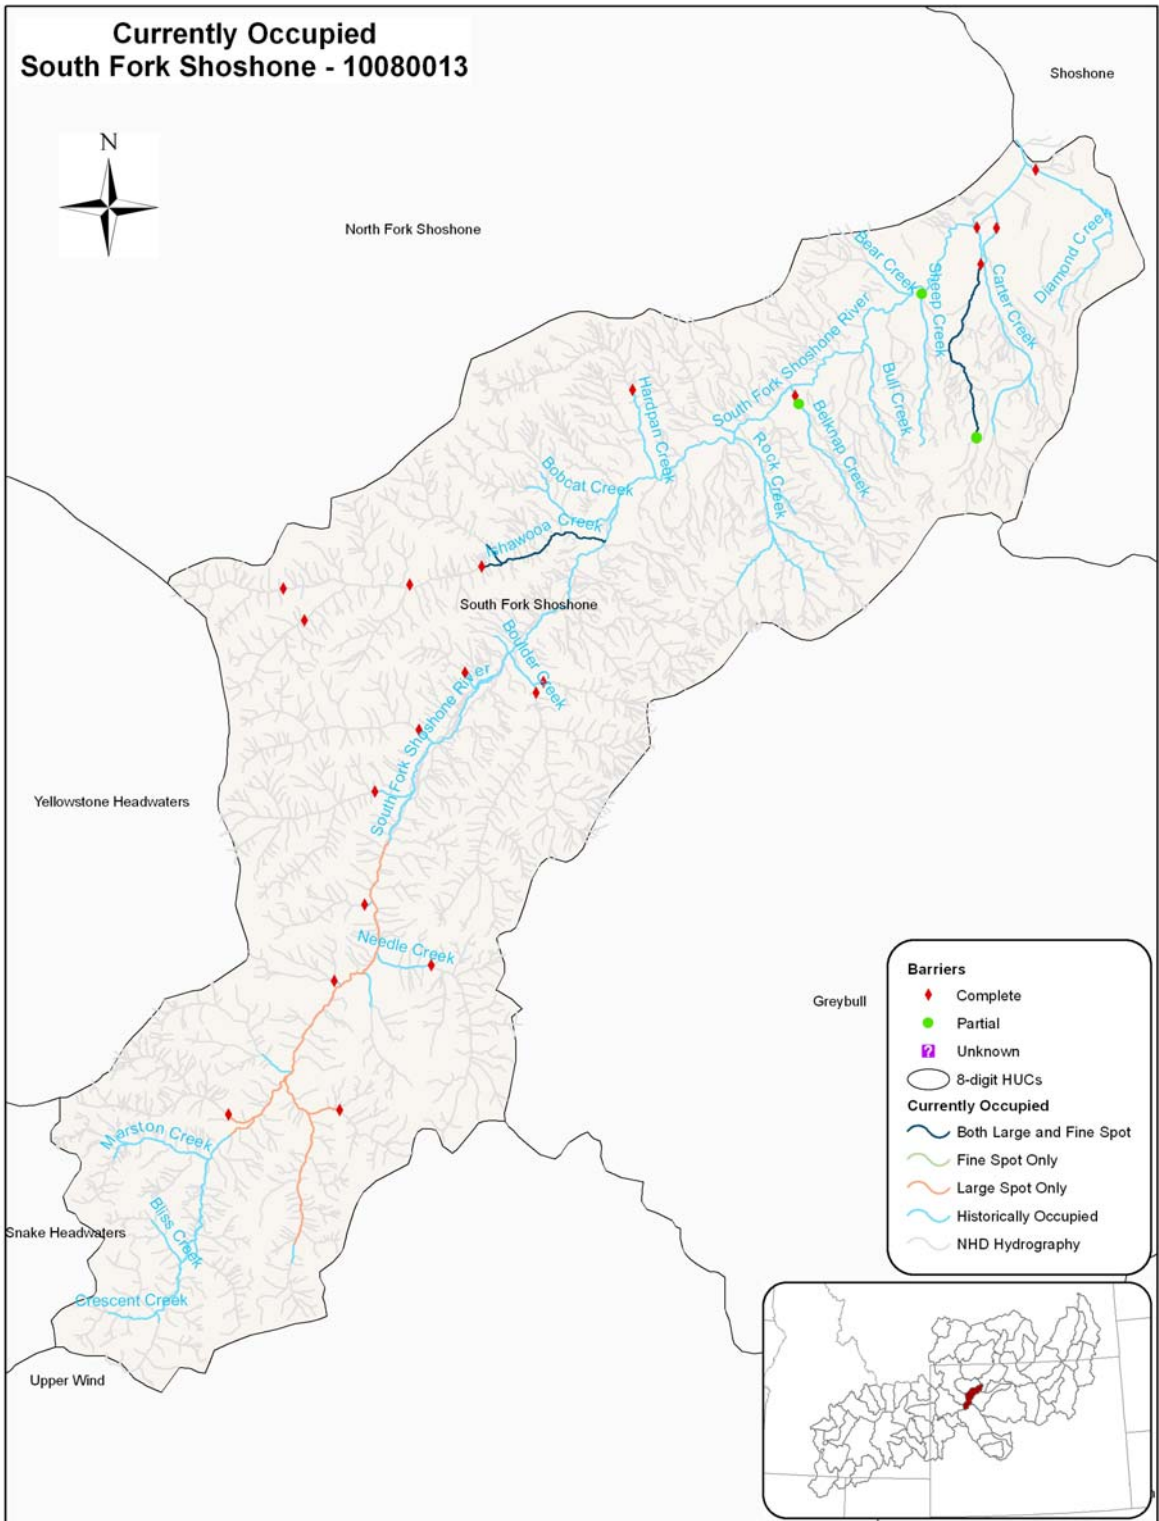 Currently Occupied
South Fork Shoshone - 10080013
Shoshone
N
North Fork Shoshone
Diamond Creek
Bear Creek
Sheep Creek
Carter Creek
South Fork Shoshone River
Bull Creek
Hardpan Creek
Belknap Creek
Rock Creek
Bobcat Creek
Ishawooa Creek
South Fork Shoshone
Boulder Creek
South Fork Shoshone River
Yellowstone Headwaters
Needle Creek
Greybull
Marston Creek
Bliss Creek
Snake Headwaters
Crescent Creek
Upper Wind
Barriers
Complete
Partial
?
Unknown
8-digit HUCs
Currently Occupied
Both Large and Fine Spot
Fine Spot Only
Large Spot Only
Historically Occupied
NHD Hydrography